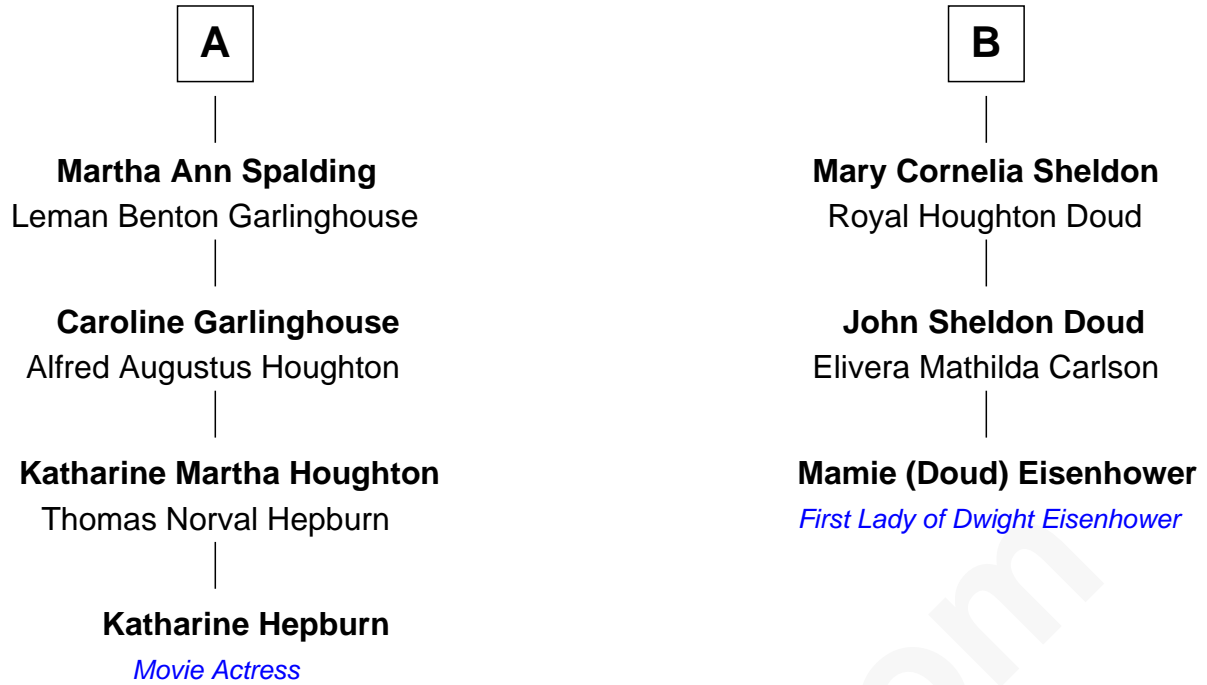 A
Martha Ann Spalding
Leman Benton Garlinghouse
Caroline Garlinghouse
Alfred Augustus Houghton
Katharine Martha Houghton
Thomas Norval Hepburn
Katharine Hepburn
Movie Actress
B
Mary Cornelia Sheldon
Royal Houghton Doud
John Sheldon Doud
Elivera Mathilda Carlson
Mamie (Doud) Eisenhower
First Lady of Dwight Eisenhower
om